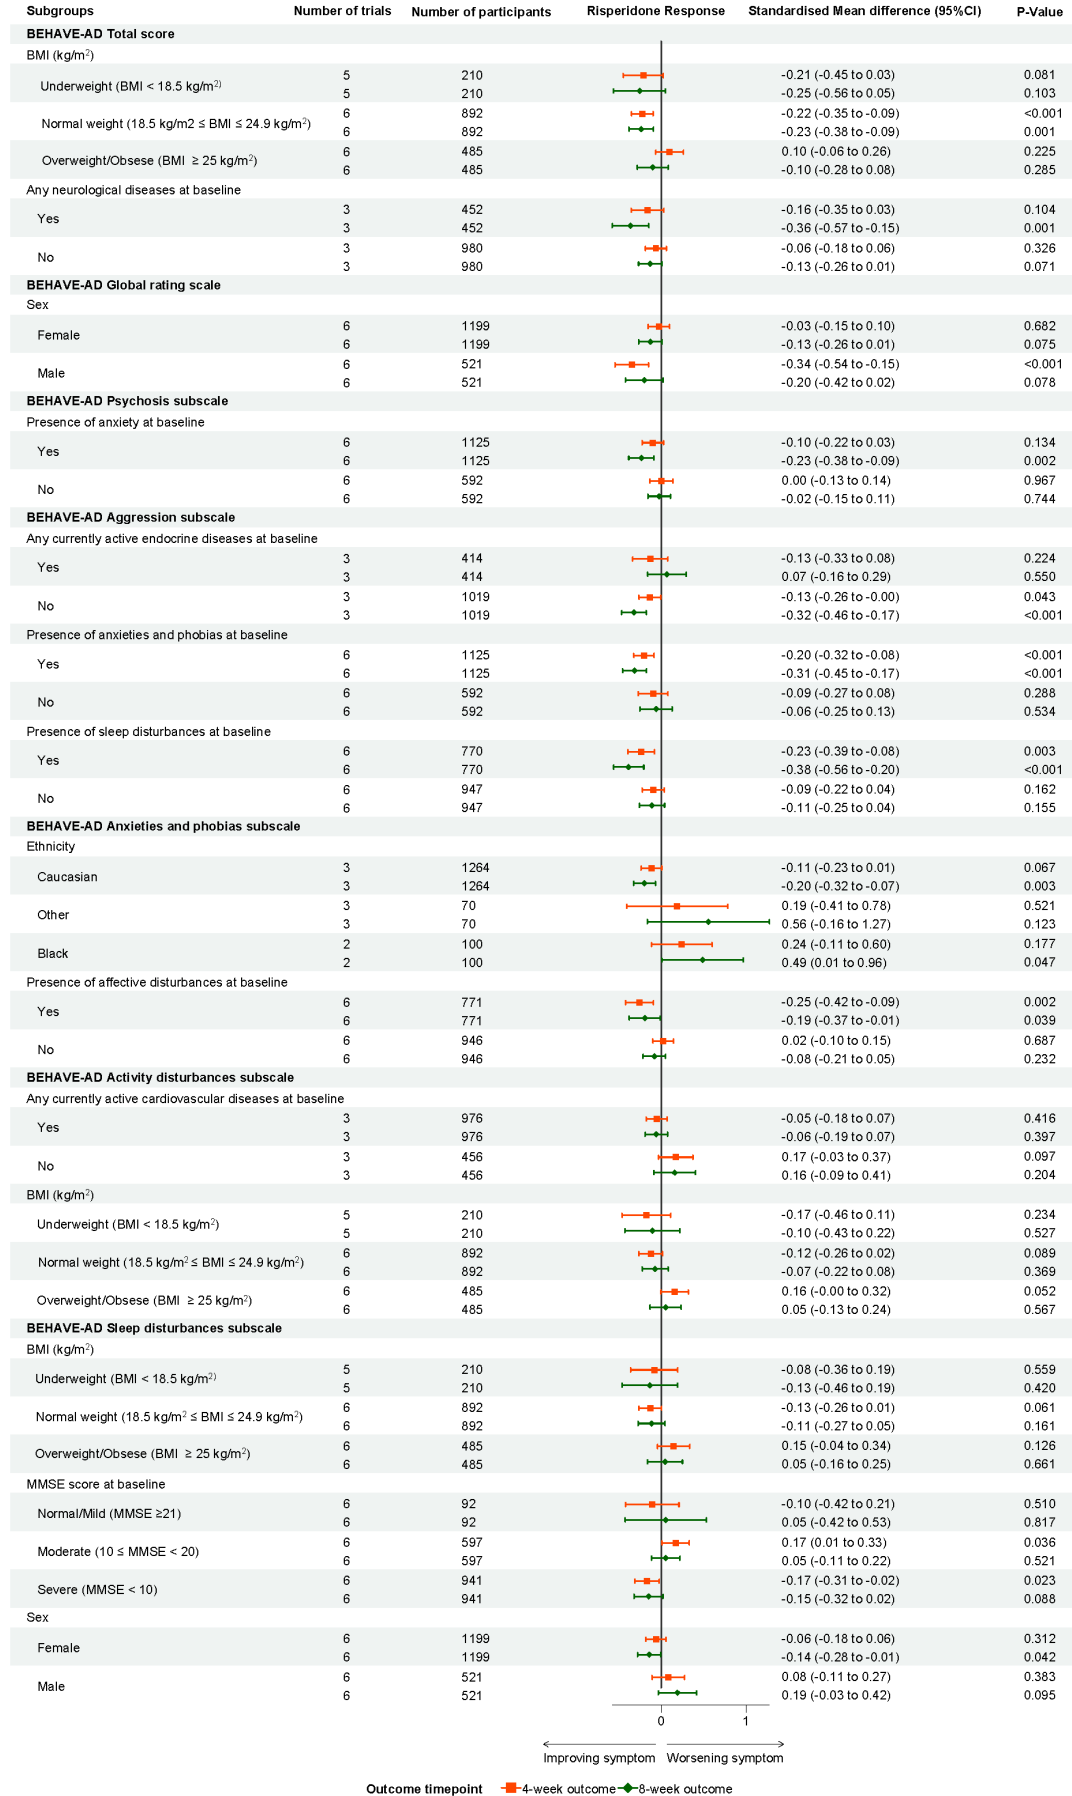 Subgroups Number of trials Number of participants Risperidone Response Standardised Mean difference (95%CI) P-Value
BEHAVE-AD Total score
BMI (kg/m²)
Underweight (BMI < 18.5 kg/m²)
5 210 -0.21 (-0.45 to 0.03) 0.081
5 210 -0.25 (-0.56 to 0.05) 0.103
Normal weight (18.5 kg/m2 ≤ BMI ≤ 24.9 kg/m²)
6 892 -0.22 (-0.35 to -0.09) <0.001
6 892 -0.23 (-0.38 to -0.09) 0.001
Overweight/Obsese (BMI ≥ 25 kg/m²)
6 485 0.10 (-0.06 to 0.26) 0.225
6 485 -0.10 (-0.28 to 0.08) 0.285
Any neurological diseases at baseline
Yes
3 452 -0.16 (-0.35 to 0.03) 0.104
3 452 -0.36 (-0.57 to -0.15) 0.001
No
3 980 -0.06 (-0.18 to 0.06) 0.326
3 980 -0.13 (-0.26 to 0.01) 0.071
BEHAVE-AD Global rating scale
Sex
Female
6 1199 -0.03 (-0.15 to 0.10) 0.682
6 1199 -0.13 (-0.26 to 0.01) 0.075
Male
6 521 -0.34 (-0.54 to -0.15) <0.001
6 521 -0.20 (-0.42 to 0.02) 0.078
BEHAVE-AD Psychosis subscale
Presence of anxiety at baseline
Yes
6 1125 -0.10 (-0.22 to 0.03) 0.134
6 1125 -0.23 (-0.38 to -0.09) 0.002
No
6 592 0.00 (-0.13 to 0.14) 0.967
6 592 -0.02 (-0.15 to 0.11) 0.744
BEHAVE-AD Aggression subscale
Any currently active endocrine diseases at baseline
Yes
3 414 -0.13 (-0.33 to 0.08) 0.224
3 414 0.07 (-0.16 to 0.29) 0.550
No
3 1019 -0.13 (-0.26 to -0.00) 0.043
3 1019 -0.32 (-0.46 to -0.17) <0.001
Presence of anxieties and phobias at baseline
Yes
6 1125 -0.20 (-0.32 to -0.08) <0.001
6 1125 -0.31 (-0.45 to -0.17) <0.001
No
6 592 -0.09 (-0.27 to 0.08) 0.288
6 592 -0.06 (-0.25 to 0.13) 0.534
Presence of sleep disturbances at baseline
Yes
6 770 -0.23 (-0.39 to -0.08) 0.003
6 770 -0.38 (-0.56 to -0.20) <0.001
No
6 947 -0.09 (-0.22 to 0.04) 0.162
6 947 -0.11 (-0.25 to 0.04) 0.155
BEHAVE-AD Anxieties and phobias subscale
Ethnicity
Caucasian
3 1264 -0.11 (-0.23 to 0.01) 0.067
3 1264 -0.20 (-0.32 to -0.07) 0.003
Other
3 70 0.19 (-0.41 to 0.78) 0.521
3 70 0.56 (-0.16 to 1.27) 0.123
Black
2 100 0.24 (-0.11 to 0.60) 0.177
2 100 0.49 (0.01 to 0.96) 0.047
Presence of affective disturbances at baseline
Yes
6 771 -0.25 (-0.42 to -0.09) 0.002
6 771 -0.19 (-0.37 to -0.01) 0.039
No
6 946 0.02 (-0.10 to 0.15) 0.687
6 946 -0.08 (-0.21 to 0.05) 0.232
BEHAVE-AD Activity disturbances subscale
Any currently active cardiovascular diseases at baseline
Yes
3 976 -0.05 (-0.18 to 0.07) 0.416
3 976 -0.06 (-0.19 to 0.07) 0.397
No
3 456 0.17 (-0.03 to 0.37) 0.097
3 456 0.16 (-0.09 to 0.41) 0.204
BMI (kg/m²)
Underweight (BMI < 18.5 kg/m²)
5 210 -0.17 (-0.46 to 0.11) 0.234
5 210 -0.10 (-0.43 to 0.22) 0.527
Normal weight (18.5 kg/m² ≤ BMI ≤ 24.9 kg/m²)
6 892 -0.12 (-0.26 to 0.02) 0.089
6 892 -0.07 (-0.22 to 0.08) 0.369
Overweight/Obsese (BMI ≥ 25 kg/m²)
6 485 0.16 (-0.00 to 0.32) 0.052
6 485 0.05 (-0.13 to 0.24) 0.567
BEHAVE-AD Sleep disturbances subscale
BMI (kg/m²)
Underweight (BMI < 18.5 kg/m²)
5 210 -0.08 (-0.36 to 0.19) 0.559
5 210 -0.13 (-0.46 to 0.19) 0.420
Normal weight (18.5 kg/m² ≤ BMI ≤ 24.9 kg/m²)
6 892 -0.13 (-0.26 to 0.01) 0.061
6 892 -0.11 (-0.27 to 0.05) 0.161
Overweight/Obsese (BMI ≥ 25 kg/m²)
6 485 0.15 (-0.04 to 0.34) 0.126
6 485 0.05 (-0.16 to 0.25) 0.661
MMSE score at baseline
Normal/Mild (MMSE ≥21)
6 92 -0.10 (-0.42 to 0.21) 0.510
6 92 0.05 (-0.42 to 0.53) 0.817
Moderate (10 ≤ MMSE < 20)
6 597 0.17 (0.01 to 0.33) 0.036
6 597 0.05 (-0.11 to 0.22) 0.521
Severe (MMSE < 10)
6 941 -0.17 (-0.31 to -0.02) 0.023
6 941 -0.15 (-0.32 to 0.02) 0.088
Sex
Female
6 1199 -0.06 (-0.18 to 0.06) 0.312
6 1199 -0.14 (-0.28 to -0.01) 0.042
Male
6 521 0.08 (-0.11 to 0.27) 0.383
6 521 0.19 (-0.03 to 0.42) 0.095
0 1
Improving symptom Worsening symptom
Outcome timepoint 4-week outcome 8-week outcome